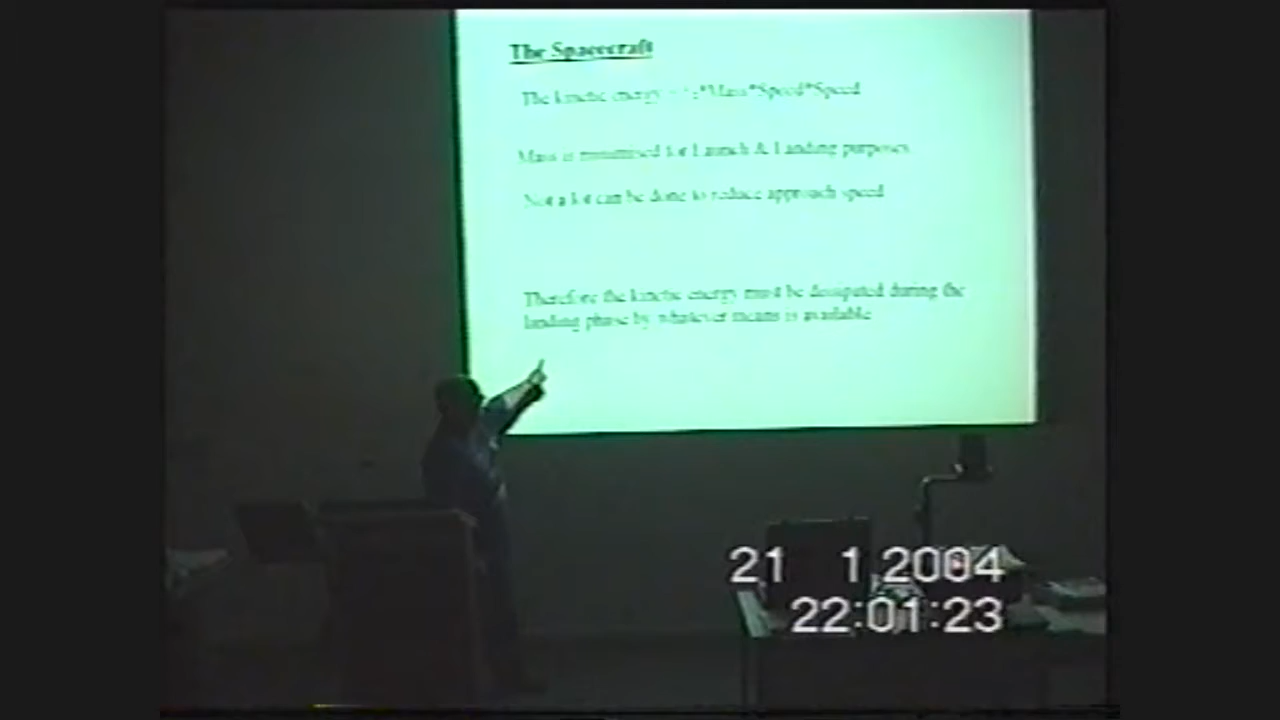 The Spacecraft
The kinetic energy = ½*Mass*Speed*Speed
Mass is minimised for Launch & Landing purposes
Not a lot can be done to reduce approach speed
Therefore the kinetic energy must be dissipated during the
landing phase by whatever means is available
21 1 2004
22:01:23